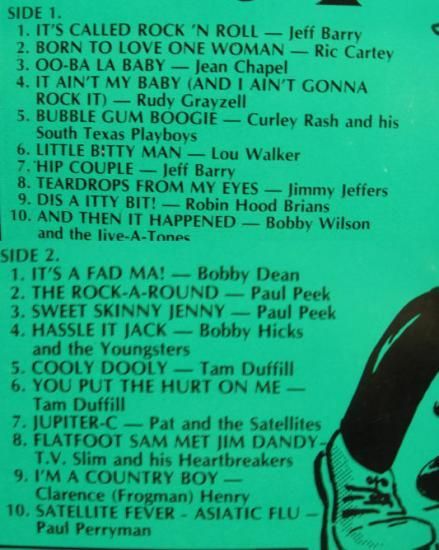 SIDE 1.
1. IT'S CALLED ROCK 'N ROLL — Jeff Barry
2. BORN TO LOVE ONE WOMAN — Ric Cartey
3. OO-BA LA BABY — Jean Chapel
4. IT AIN'T MY BABY (AND I AIN'T GONNA
ROCK IT) — Rudy Grayzell
5. BUBBLE GUM BOOGIE — Curley Rash and his
South Texas Playboys
6. LITTLE BITTY MAN — Lou Walker
7. HIP COUPLE — Jeff Barry
8. TEARDROPS FROM MY EYES — Jimmy Jeffers
9. DIS A ITTY BIT! — Robin Hood Brians
10. AND THEN IT HAPPENED — Bobby Wilson
and the Jive-A-Tones
SIDE 2.
1. IT'S A FAD MA! — Bobby Dean
2. THE ROCK-A-ROUND — Paul Peek
3. SWEET SKINNY JENNY — Paul Peek
4. HASSLE IT JACK — Bobby Hicks
and the Youngsters
5. COOLY DOOLY — Tam Duffill
6. YOU PUT THE HURT ON ME —
Tam Duffill
7. JUPITER-C — Pat and the Satellites
8. FLATFOOT SAM MET JIM DANDY–
T.V. Slim and his Heartbreakers
9. I'M A COUNTRY BOY —
Clarence (Frogman) Henry
10. SATELLITE FEVER - ASIATIC FLU —
Paul Perryman